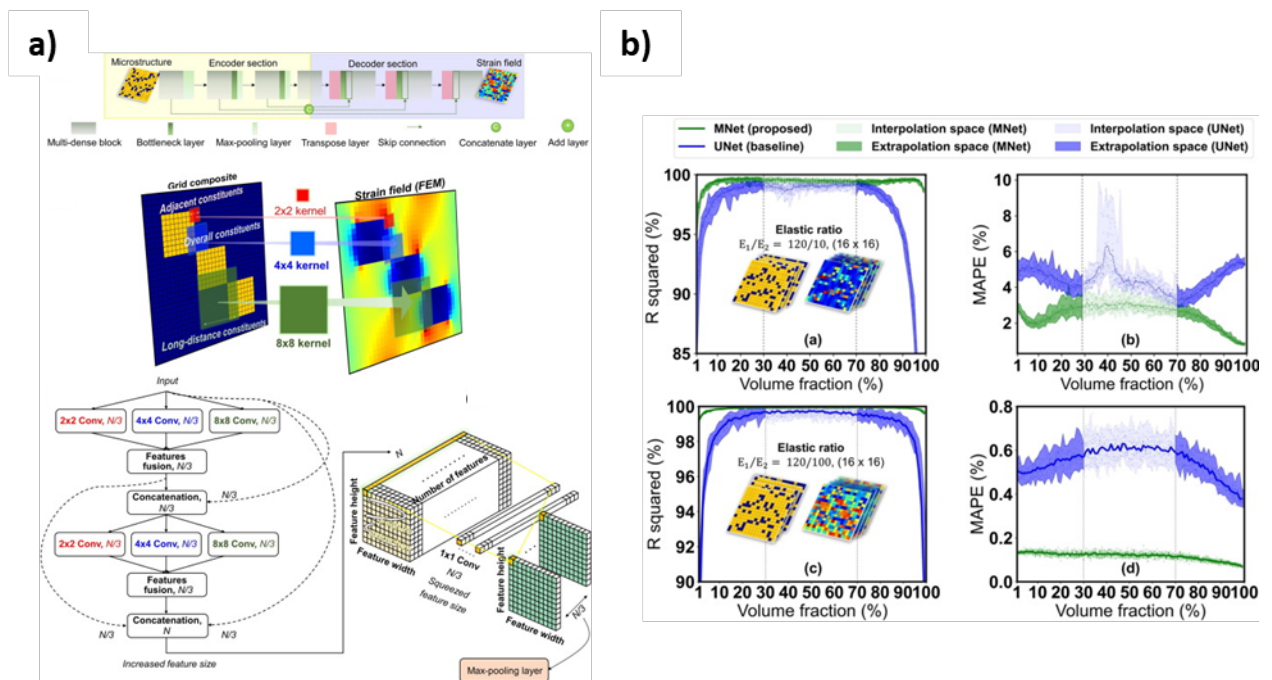 a)
Microstructure
Encoder section
Decoder section
Strain field
C
+
Multi-dense block
Bottleneck layer
Max-pooling layer
Transpose layer
Skip connection
Concatenate layer
Add layer
Grid composite
Adjacent constituents
Overall constituents
Long-distance constituents
2x2 kernel
4x4 kernel
8x8 kernel
Strain field (FEM)
Input
2x2 Conv, N/3
4x4 Conv, N/3
8x8 Conv, N/3
Features
fusion, N/3
N/3
Concatenation,
N/3
2x2 Conv, N/3
4x4 Conv, N/3
8x8 Conv, N/3
Features
fusion, N/3
N/3
Concatenation,
N
N/3
Increased feature size
N
Number of features
Feature height
Feature width
1x1 Conv
N/3
Squeezed
feature size
Feature height
Feature width
N/3
Max-pooling layer
b)
MNet (proposed)
Interpolation space (MNet)
Interpolation space (UNet)
UNet (baseline)
Extrapolation space (MNet)
Extrapolation space (UNet)
R squared (%)
100
95
90
85
Elastic ratio
E1/E2 = 120/10, (16 x 16)
(a)
1 10 20 30 40 50 60 70 80 90 100
Volume fraction (%)
MAPE (%)
10
8
6
4
2
(b)
1 10 20 30 40 50 60 70 80 90 100
Volume fraction (%)
R squared (%)
100
98
96
94
92
90
Elastic ratio
E1/E2 = 120/100, (16 x 16)
(c)
1 10 20 30 40 50 60 70 80 90 100
Volume fraction (%)
MAPE (%)
0.8
0.6
0.4
0.2
0.0
(d)
1 10 20 30 40 50 60 70 80 90 100
Volume fraction (%)